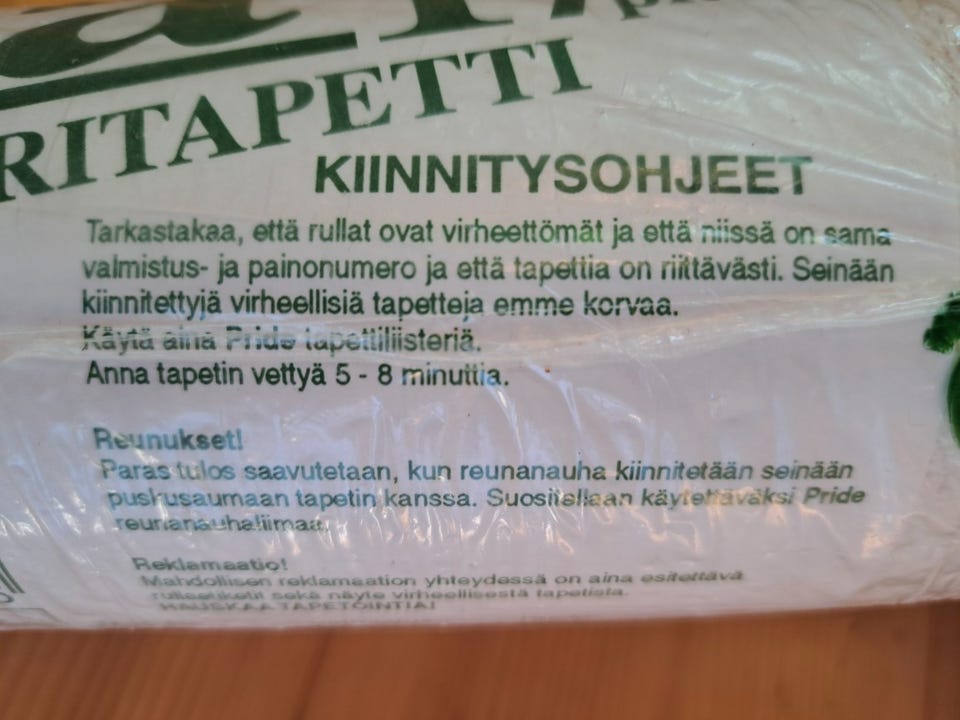 RITAPETTI
KIINNITYSOHJEET
Tarkastakaa, että rullat ovat virheettömät ja että niissä on sama
valmistus- ja painonumero ja että tapettia on riittävästi. Seinään
kiinnitettyjä virheellisiä tapetteja emme korvaa.
Käytä aina Pride tapettiliisteriä.
Anna tapetin vettyä 5 - 8 minuttia.
Reunukset!
Paras tulos saavutetaan, kun reunanauha kiinnitetään seinään
puskusaumaan tapetin kanssa. Suositellaan käytettäväksi Pride
reunanauhaliimaa.
Reklamaatio!
Mahdollisen reklamaation yhteydessä on aina esitettävä
rullaetiketit sekä näyte virheellisestä tapetista.
HAUSKAA TAPETOINTIA!